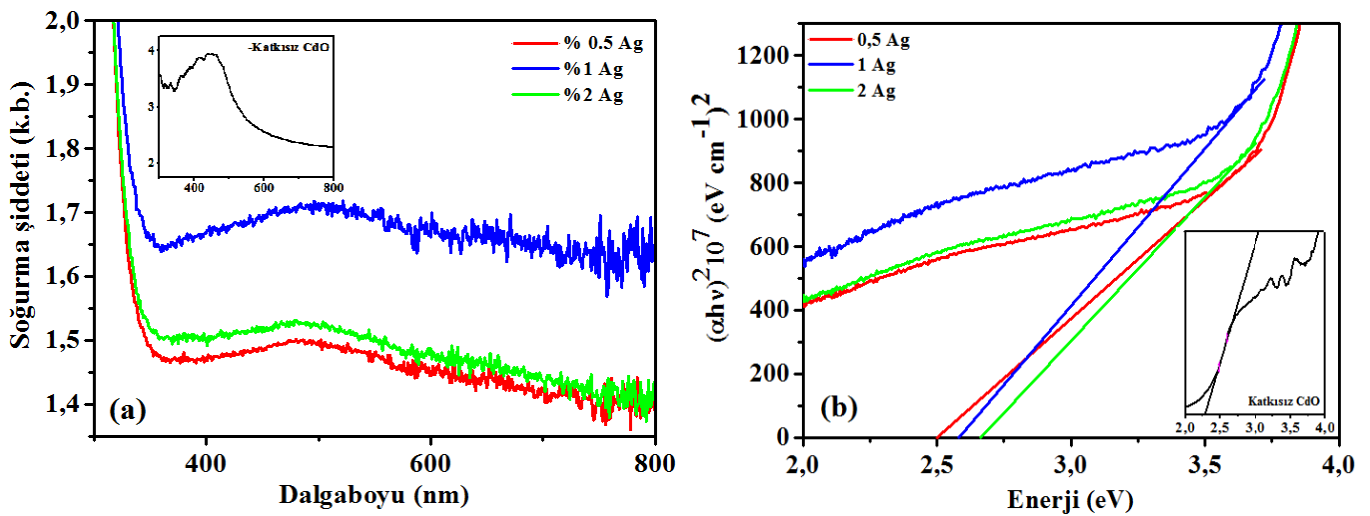 2,0
1,9
1,8
1,7
1,6
1,5
1,4
Soğurma şiddeti (k.b.)
400
600
800
Dalgaboyu (nm)
(a)
% 0.5 Ag
%1 Ag
%2 Ag
-Katkısız CdO
4
3
2
400
600
800
1200
1000
800
600
400
200
0
(αhν)²10⁷ (eV cm⁻¹)²
2,0
2,5
3,0
3,5
4,0
Enerji (eV)
(b)
0,5 Ag
1 Ag
2 Ag
Katkısız CdO
2,0
2,5
3,0
3,5
4,0